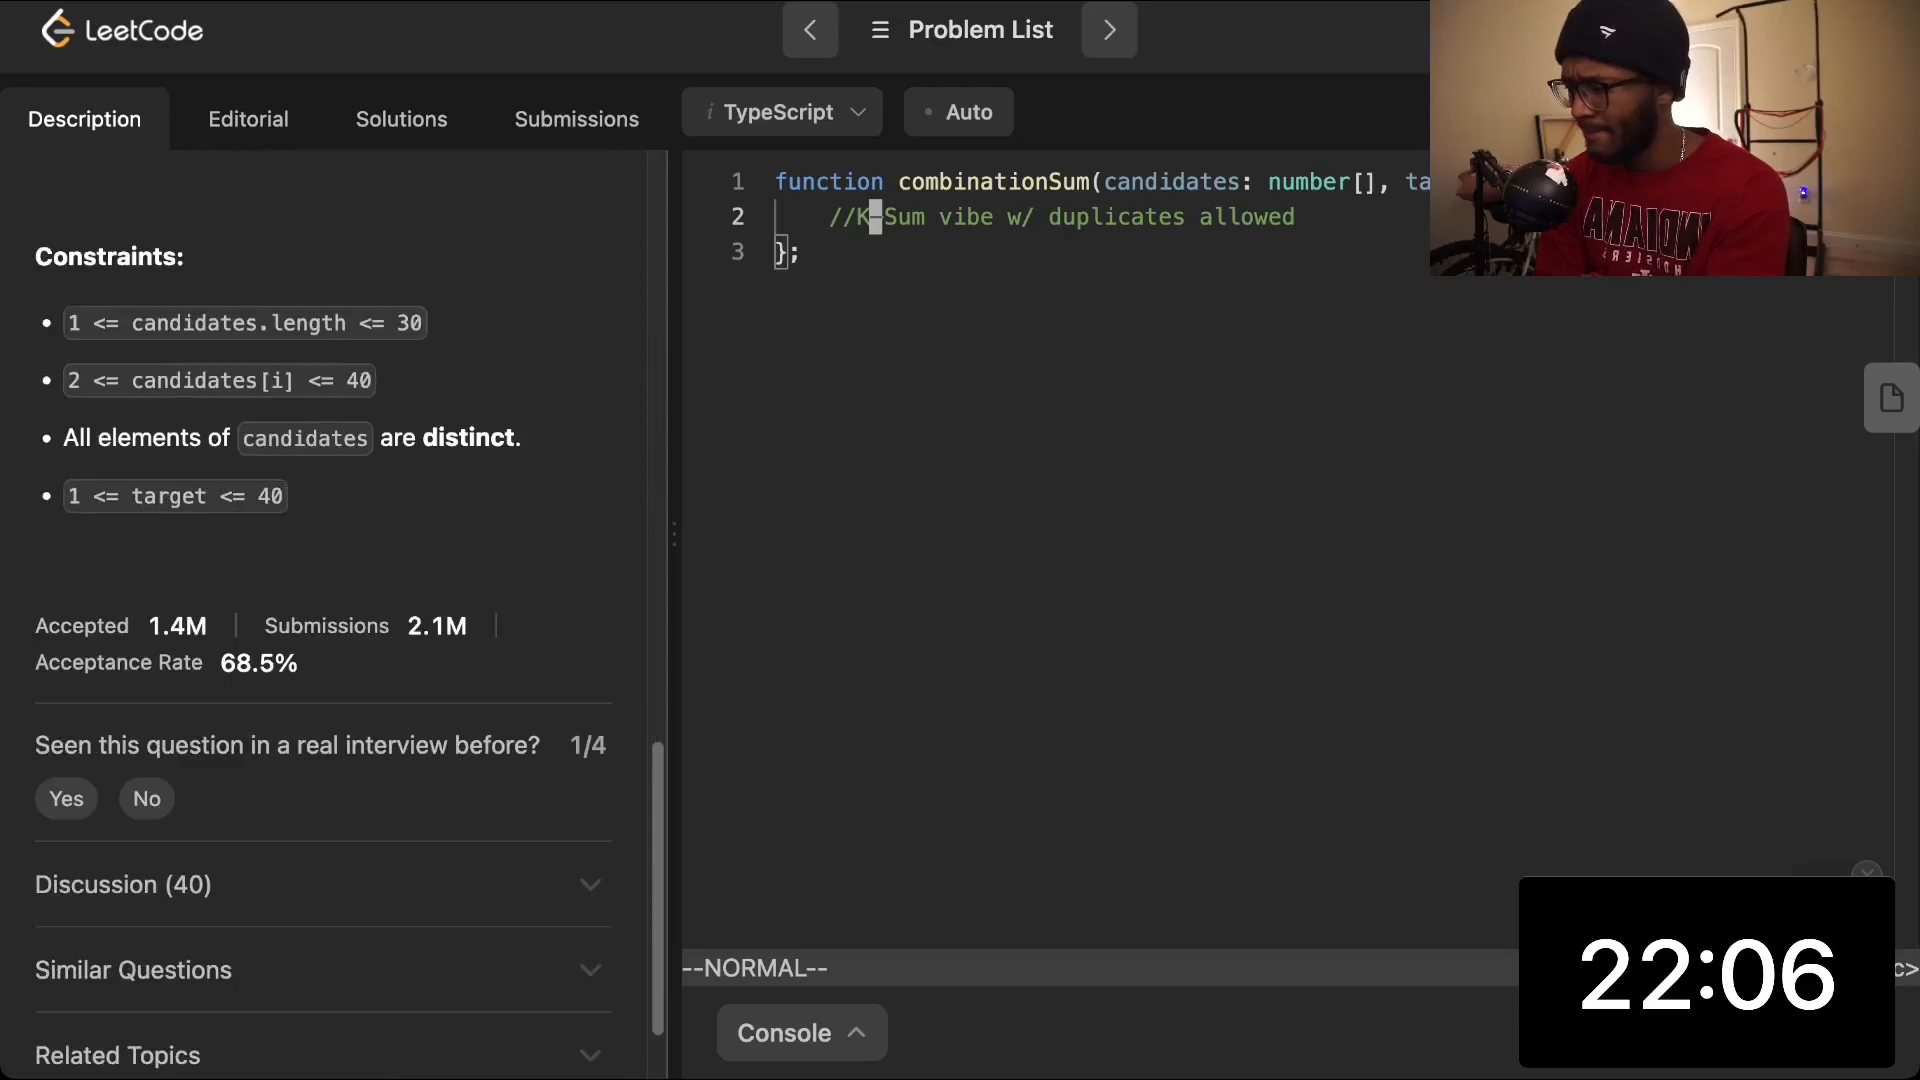 LeetCode
Problem List
Description
Editorial
Solutions
Submissions
TypeScript
Auto
Constraints:
1 <= candidates.length <= 30
2 <= candidates[i] <= 40
All elements of candidates are distinct.
1 <= target <= 40
Accepted 1.4M
Submissions 2.1M
Acceptance Rate 68.5%
Seen this question in a real interview before? 1/4
Yes
No
Discussion (40)
Similar Questions
Related Topics
1 function combinationSum(candidates: number[], ta
2 //K-Sum vibe w/ duplicates allowed
3 };
--NORMAL--
c>
Console
INDIANA
HOOSIERS
22:06